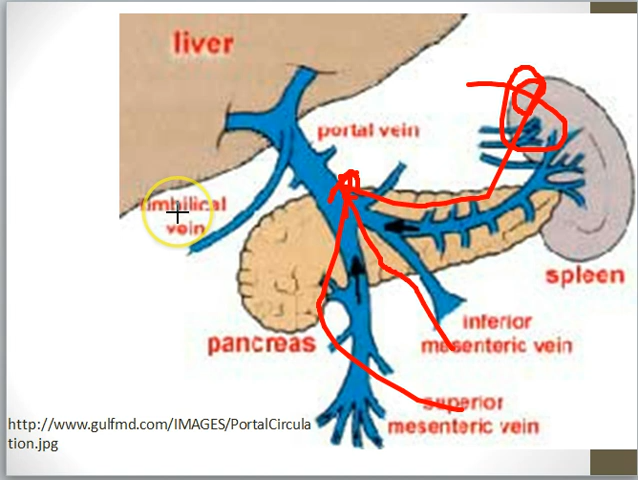 liver
portal vein
umbilical
vein
spleen
inferior
mesenteric vein
pancreas
superior
mesenteric vein
http://www.gulfmd.com/IMAGES/PortalCircula
tion.jpg